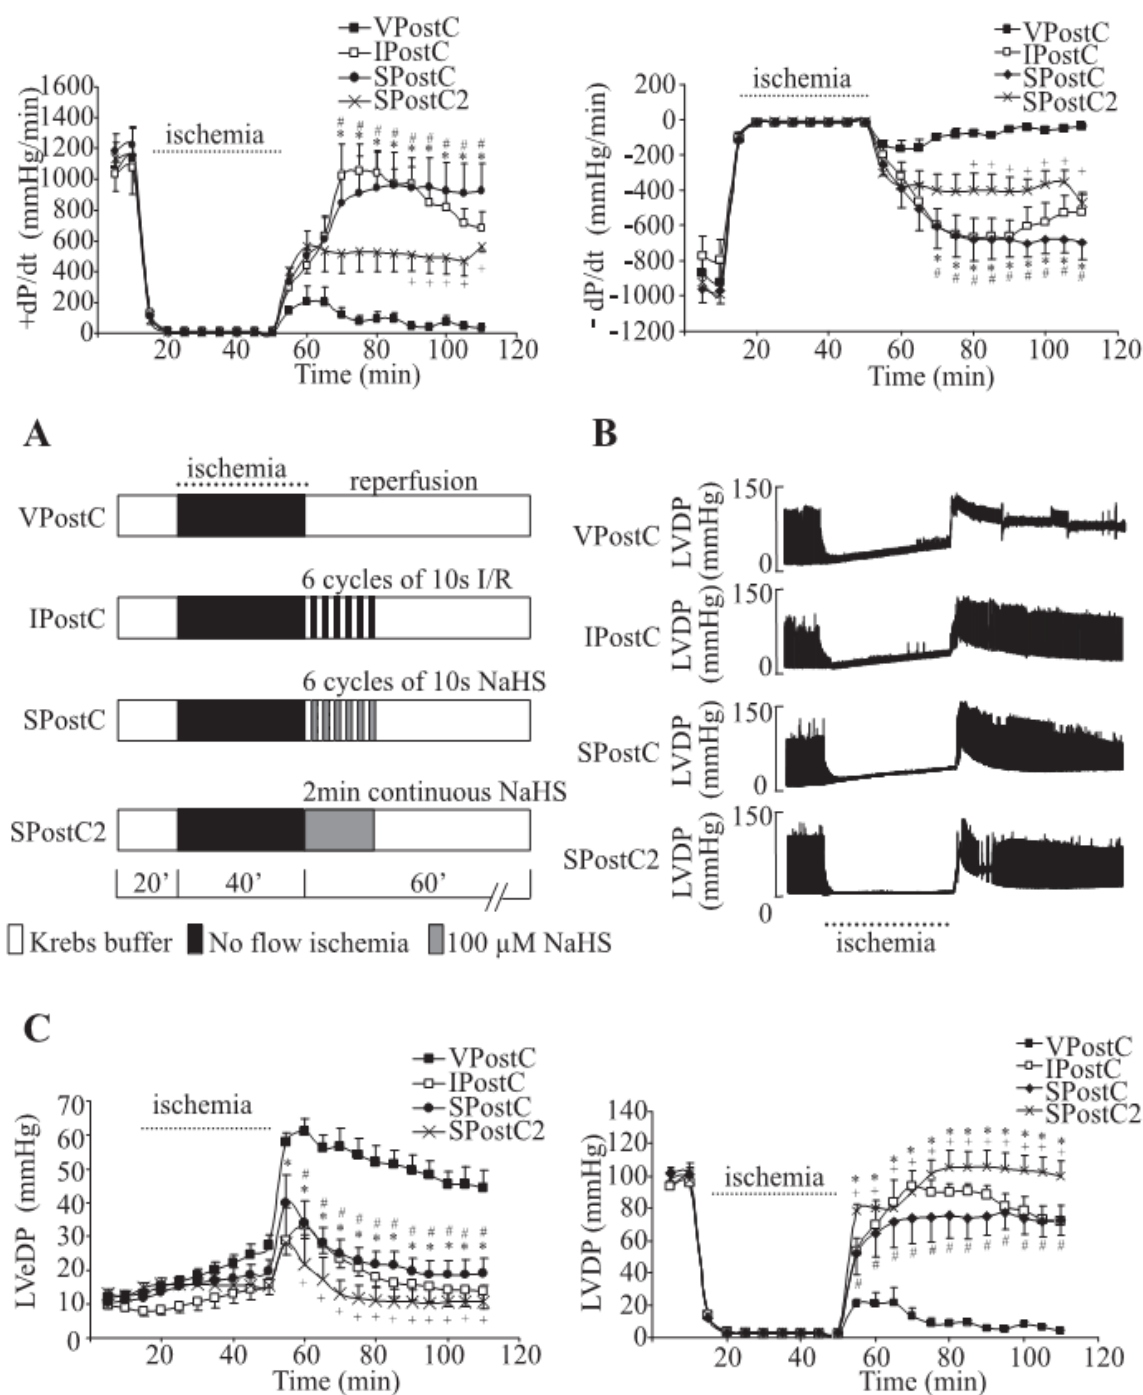 VPostC
IPostC
SPostC
SPostC2
+dP/dt (mmHg/min)
1600
1400
1200
1000
800
600
400
200
0
ischemia
20
40
60
80
100
120
Time (min)
VPostC
IPostC
SPostC
SPostC2
- dP/dt (mmHg/min)
200
0
-200
-400
-600
-800
-1000
-1200
ischemia
20
40
60
80
100
120
Time (min)
A
ischemia
reperfusion
VPostC
6 cycles of 10s I/R
IPostC
6 cycles of 10s NaHS
SPostC
2min continuous NaHS
SPostC2
20’
40’
60’
Krebs buffer
No flow ischemia
100 µM NaHS
B
VPostC
LVDP
(mmHg)
150
0
IPostC
LVDP
(mmHg)
150
0
SPostC
LVDP
(mmHg)
150
0
SPostC2
LVDP
(mmHg)
150
0
ischemia
C
VPostC
IPostC
SPostC
SPostC2
LVeDP (mmHg)
70
60
50
40
30
20
10
0
ischemia
20
40
60
80
100
120
Time (min)
VPostC
IPostC
SPostC
SPostC2
LVDP (mmHg)
140
120
100
80
60
40
20
0
ischemia
20
40
60
80
100
120
Time (min)